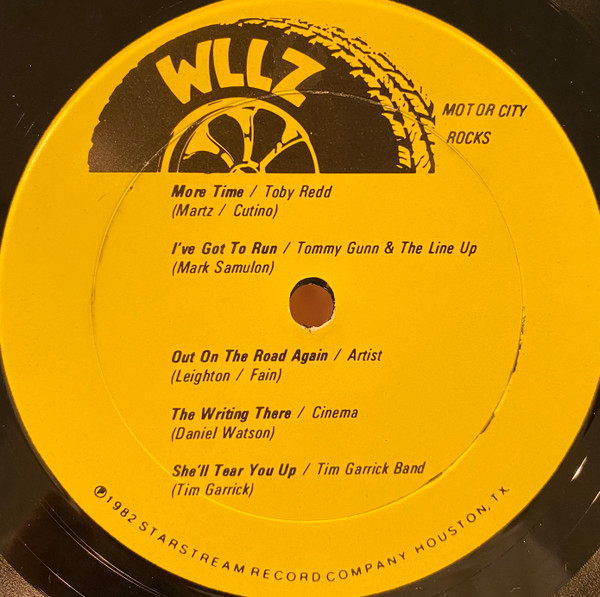 WLLZ
MOTOR CITY
ROCKS
More Time / Toby Redd
(Martz / Cutino)
I've Got To Run / Tommy Gunn & The Line Up
(Mark Samulon)
Out On The Road Again / Artist
(Leighton / Fain)
The Writing There / Cinema
(Daniel Watson)
She'll Tear You Up / Tim Garrick Band
(Tim Garrick)
℗1982 STARSTREAM RECORD COMPANY HOUSTON, TX